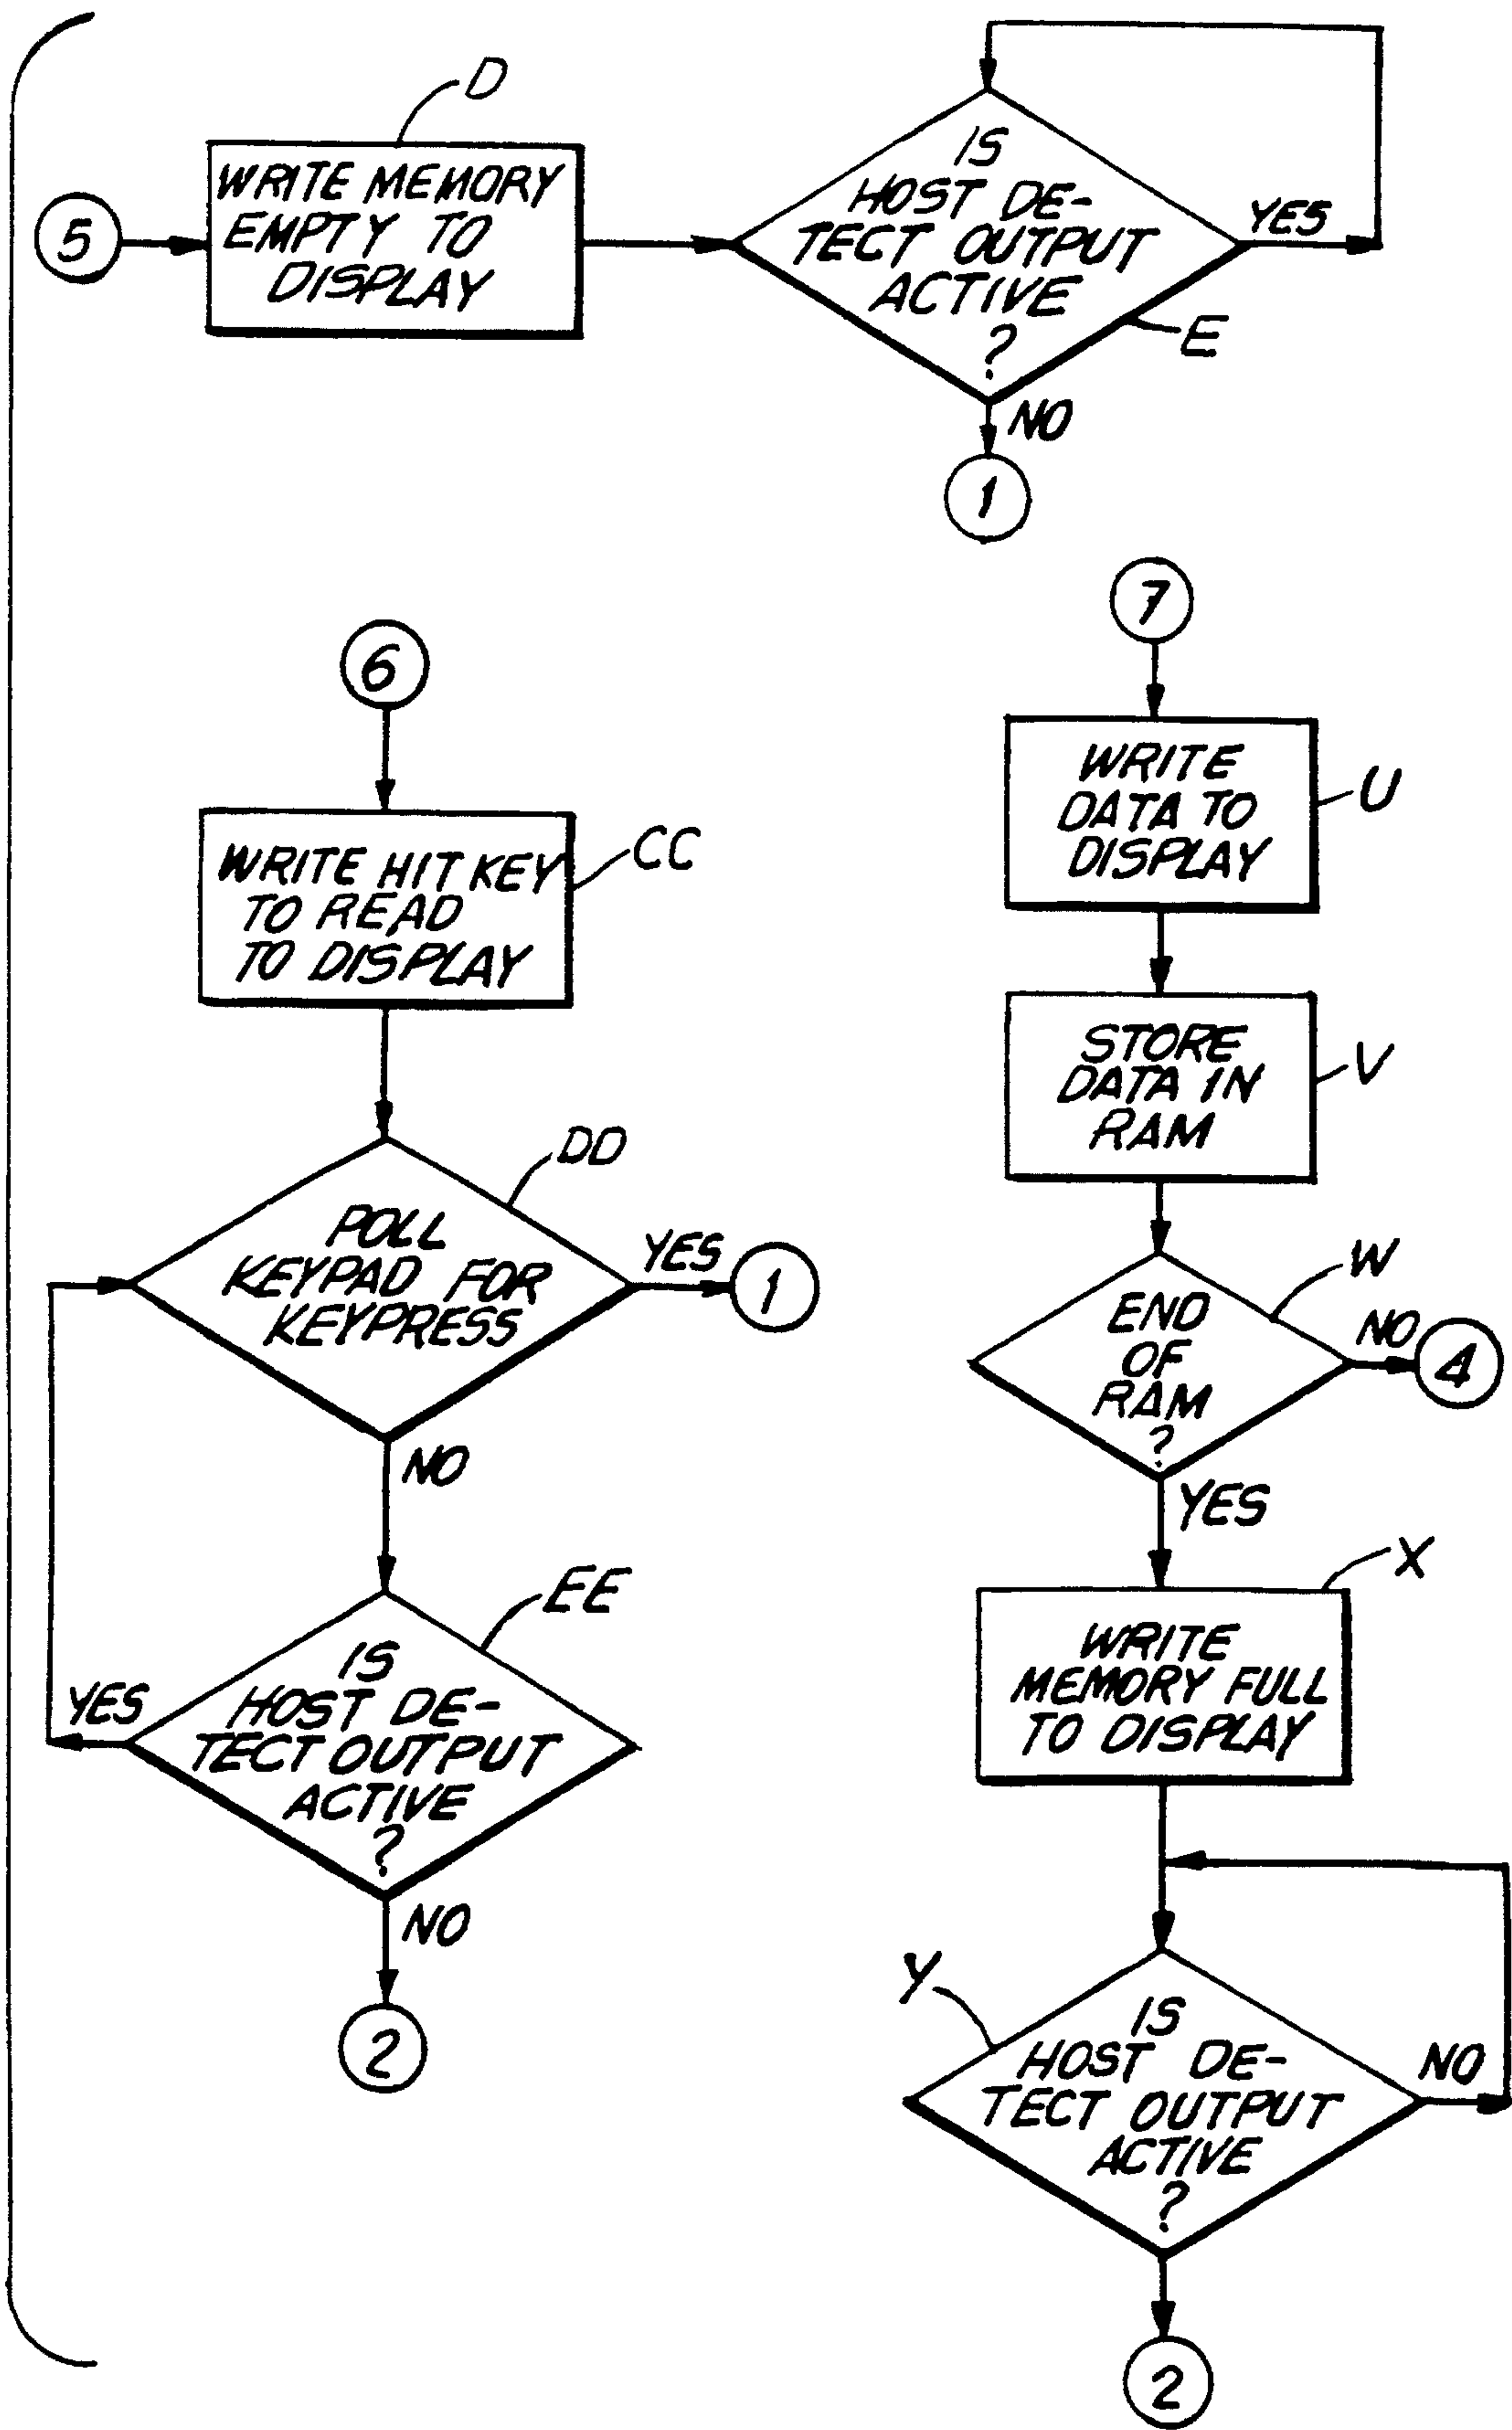 D
5
WRITE MEMORY
EMPTY TO
DISPLAY
IS
HOST DE-
TECT OUTPUT
ACTIVE
?
YES
E
NO
1
6
WRITE HIT KEY
TO READ
TO DISPLAY
CC
DD
POLL
KEYPAD FOR
KEYPRESS
YES
1
NO
EE
IS
HOST DE-
TECT OUTPUT
ACTIVE
?
YES
NO
2
7
WRITE
DATA TO
DISPLAY
U
STORE
DATA IN
RAM
V
W
END
OF
RAM
?
NO
4
YES
X
WRITE
MEMORY FULL
TO DISPLAY
Y
IS
HOST DE-
TECT OUTPUT
ACTIVE
?
NO
2